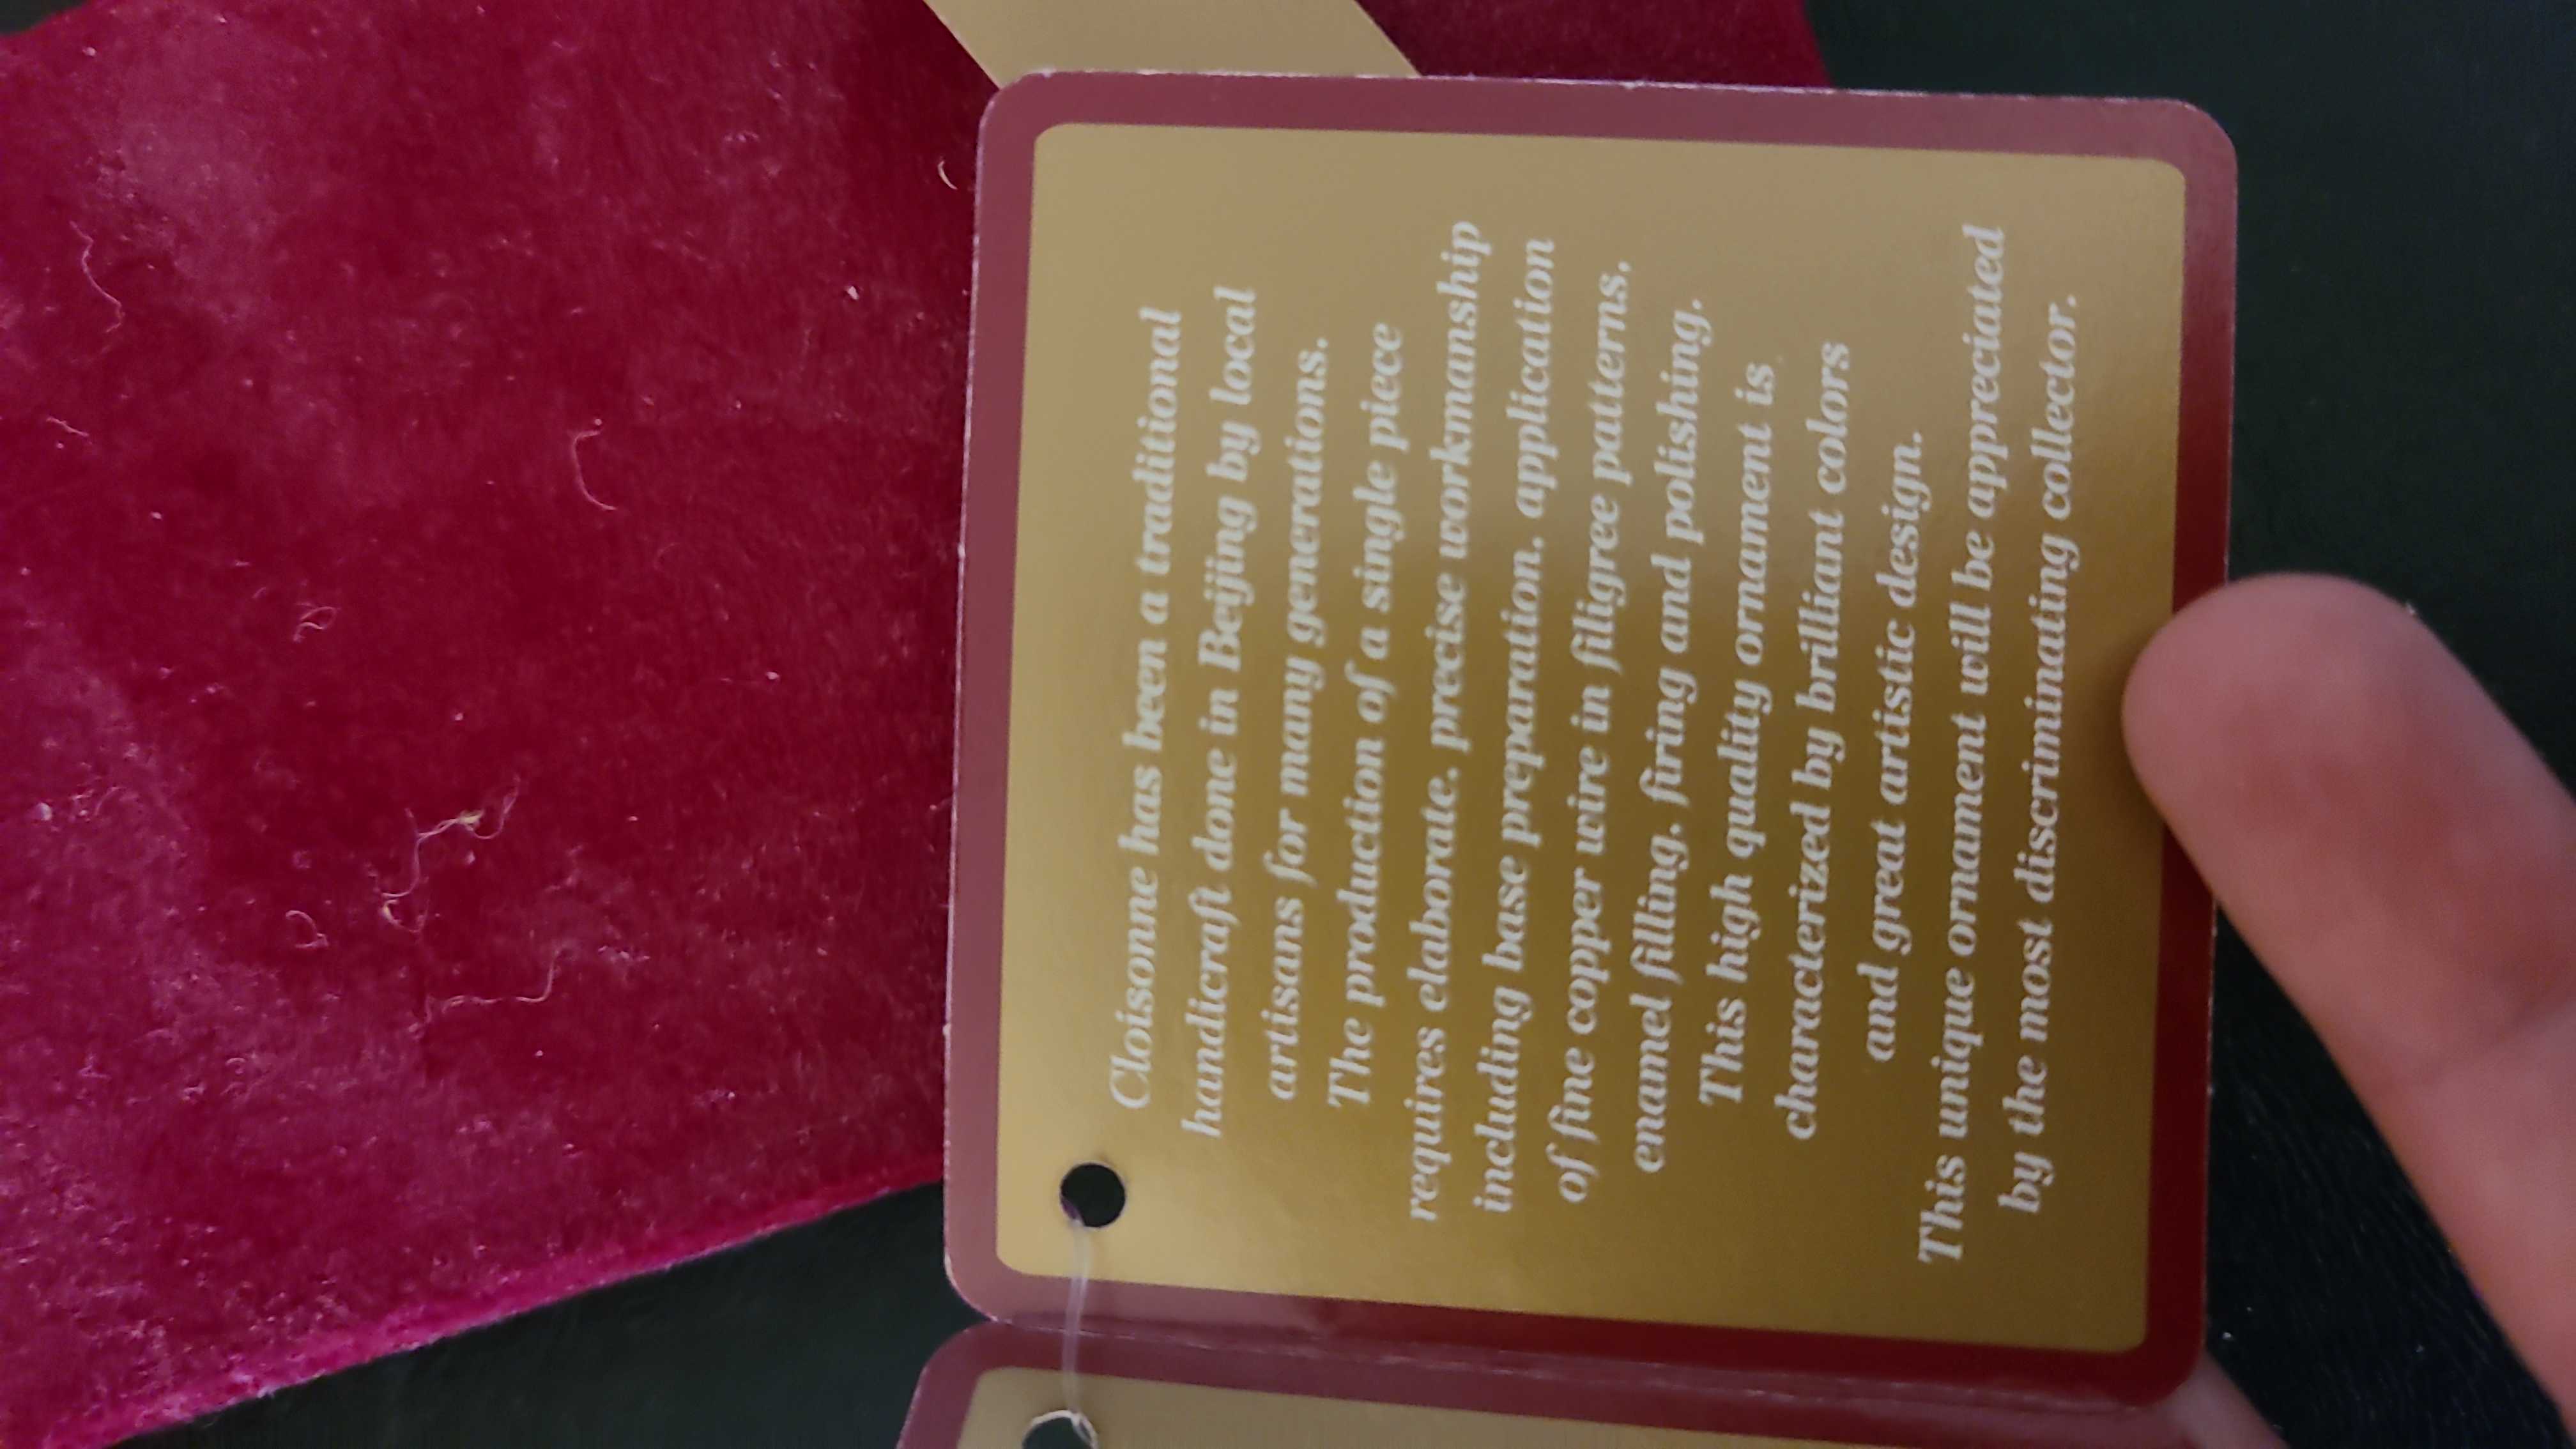 Cloisonne has been a traditional
handicraft done in Beijing by local
artisans for many generations.
The production of a single piece
requires elaborate, precise workmanship
including base preparation, application
of fine copper wire in filigree patterns,
enamel filling, firing and polishing.
This high quality ornament is
characterized by brilliant colors
and great artistic design.
This unique ornament will be appreciated
by the most discriminating collector.